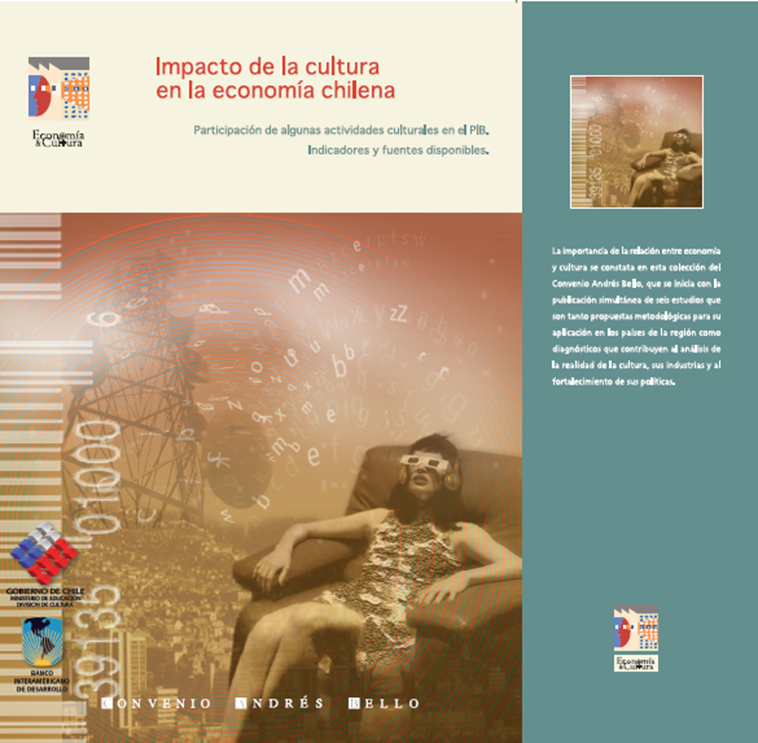 Impacto de la cultura
en la economía chilena
Economía
& Cultura
Participación de algunas actividades culturales en el PIB.
Indicadores y fuentes disponibles.
6
39135 01000
GOBIERNO DE CHILE
MINISTERIO DE EDUCACION
DIVISION DE CULTURA
BANCO
INTERAMERICANO
DE DESARROLLO
CONVENIO ANDRÉS BELLO
39135 01000
La importancia de la relación entre economía
y cultura se constata en esta colección del
Convenio Andrés Bello, que se inicia con la
publicación simultánea de seis estudios que
son tanto propuestas metodológicas para su
aplicación en los países de la región como
diagnósticos que contribuyen al análisis de
la realidad de la cultura, sus industrias y al
fortalecimiento de sus políticas.
Economía
& Cultura